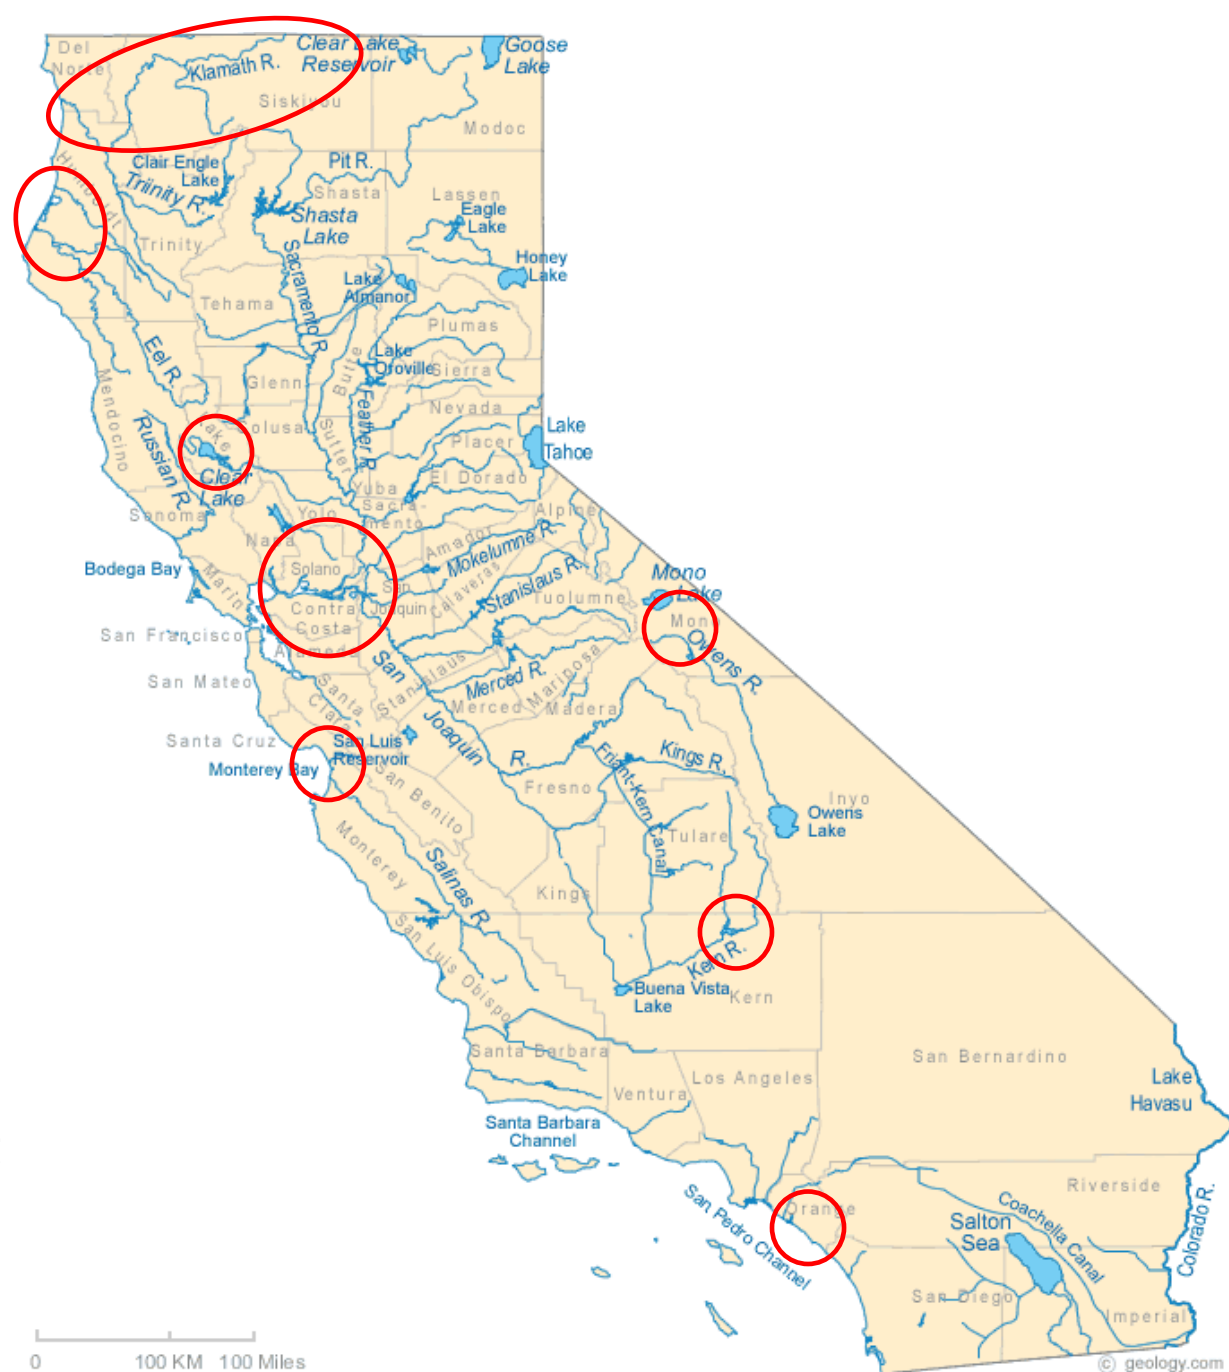 Del
Norte
Klamath R.
Clear Lake
Reservoir
Goose
Lake
Siskiyou
Modoc
Humboldt
Clair Engle
Lake
Triinity R.
Pit R.
Shasta
Lassen
Eagle
Lake
Shasta
Lake
Trinity
Honey
Lake
Sacramento R.
Lake
Almanor
Tehama
Plumas
Eel R.
Lake
Oroville
Butte
Sierra
Glenn
Mendocino
Feather R.
Nevada
Lake
Colusa
Sutter
Placer
Lake
Tahoe
Russian R.
Clear
Lake
El Dorado
Yuba
Sonoma
Yolo
Sacra-
mento
Alpine
Napa
Amador
Mokelumne R.
Solano
Bodega Bay
Marin
San
Joaquin
Calaveras
Stanislaus R.
Tuolumne
Mono
Lake
Contra
Costa
Mono
San Francisco
Alameda
Owens R.
San Mateo
Santa
Clara
Stanislaus
Merced R.
Mariposa
Merced
Madera
San
Joaquin
R.
Santa Cruz
San Luis
Reservoir
Monterey Bay
San Benito
Friant-Kern Canal
Kings R.
Fresno
Inyo
Owens
Lake
Tulare
Monterey
Salinas R.
Kings
San Luis Obispo
Kern R.
Buena Vista
Lake
Kern
Santa Barbara
San Bernardino
Los Angeles
Ventura
Lake
Havasu
Santa Barbara
Channel
San Pedro Channel
Orange
Riverside
Coachella Canal
Colorado R.
Salton
Sea
San Diego
Imperial
0
100 KM
100 Miles
© geology.com